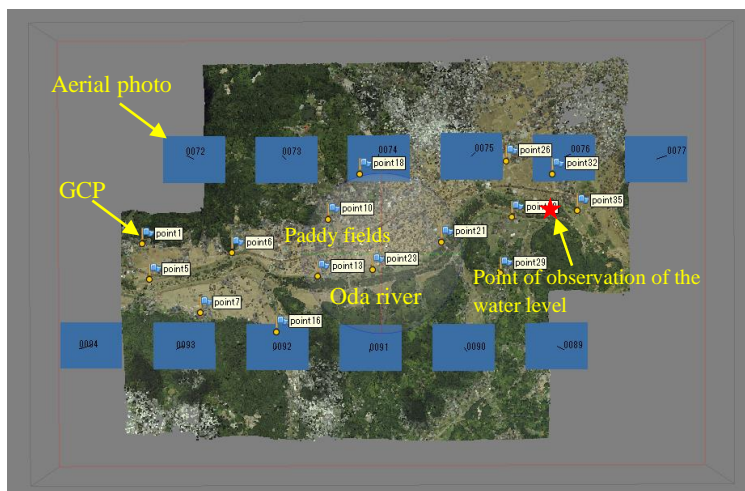 Aerial photo
0072
0073
0074
0075
0076
0077
point26
point18
point32
GCP
point10
point35
point1
point21
Paddy fields
point6
point13
point23
point29
Point of observation of the
water level
point5
Oda river
point7
point16
0094
0093
0092
0091
0090
0089